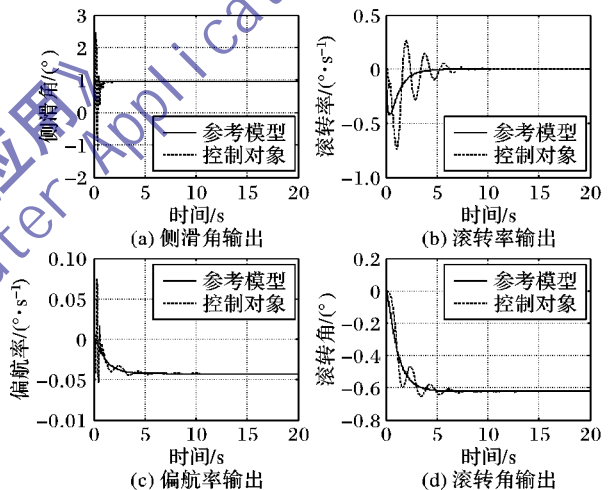 3
2
1
0
−1
−2
侧滑角/(°)
参考模型
控制对象
0 5 10 15 20
时间/s
(a) 侧滑角输出
0.5
0
−0.5
−1.0
滚转率/(°·s⁻¹)
参考模型
控制对象
0 5 10 15 20
时间/s
(b) 滚转率输出
0.10
0.05
0
−0.05
−0.01
偏航率/(°·s⁻¹)
参考模型
控制对象
0 5 10 15 20
时间/s
(c) 偏航率输出
0.2
0
−0.2
−0.4
−0.6
−0.8
滚转角/(°)
参考模型
控制对象
0 5 10 15 20
时间/s
(d) 滚转角输出
应用》
ater Applicat